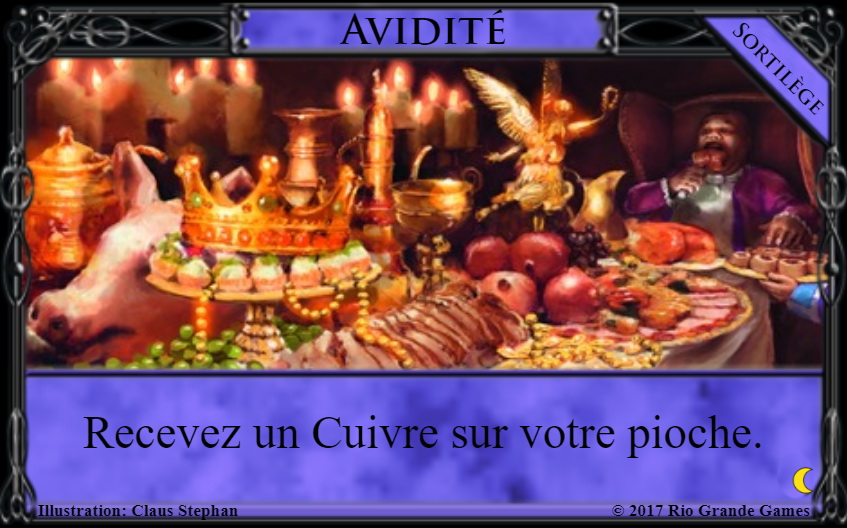 Avidité
Sortilège
Recevez un Cuivre sur votre pioche.
Illustration: Claus Stephan
© 2017 Rio Grande Games